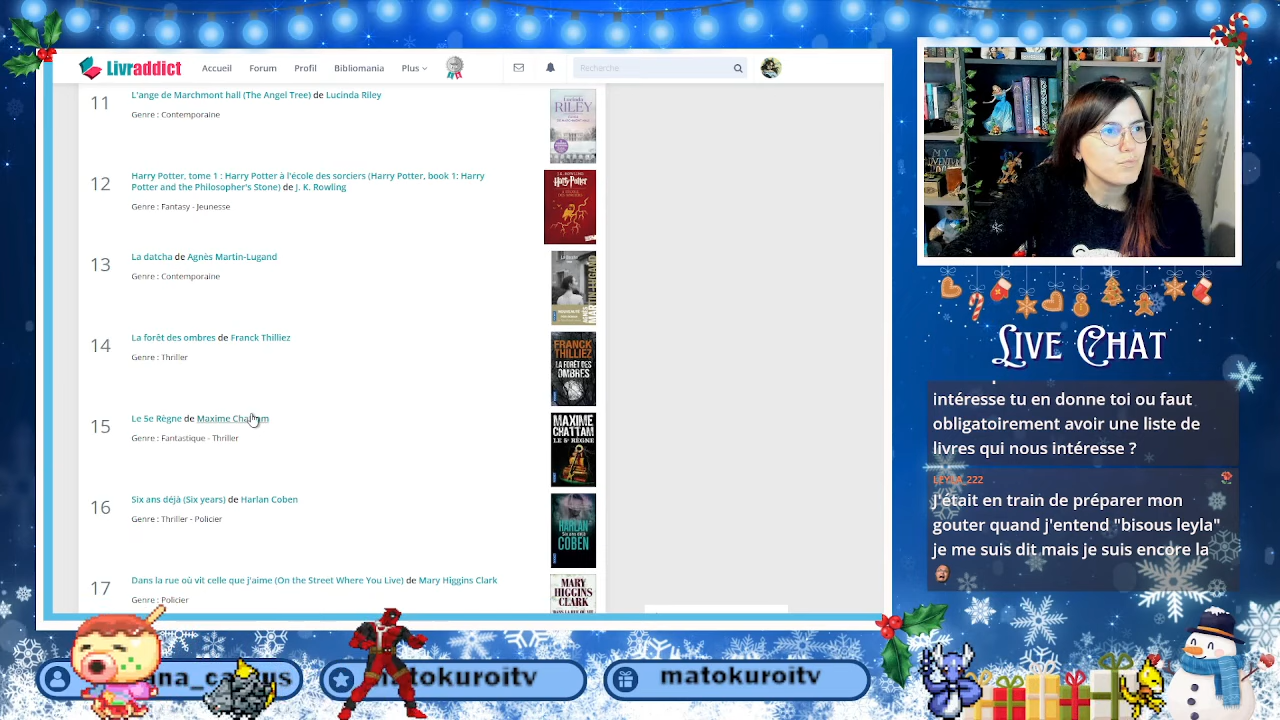 Livraddict
Accueil
Forum
Profil
Bibliomania
Plus
Recherche
11
L'ange de Marchmont hall (The Angel Tree) de Lucinda Riley
Genre : Contemporaine
RILEY
12
Harry Potter, tome 1 : Harry Potter à l'école des sorciers (Harry Potter, book 1: Harry
Potter and the Philosopher's Stone) de J. K. Rowling
Genre : Fantasy - Jeunesse
Harry Potter
13
La datcha de Agnès Martin-Lugand
Genre : Contemporaine
14
La forêt des ombres de Franck Thilliez
Genre : Thriller
FRANCK
THILLIEZ
LA FORÊT DES
OMBRES
15
Le 5e Règne de Maxime Chattam
Genre : Fantastique - Thriller
MAXIME
CHATTAM
LE 5e RÈGNE
16
Six ans déjà (Six years) de Harlan Coben
Genre : Thriller - Policier
HARLAN
COBEN
17
Dans la rue où vit celle que j'aime (On the Street Where You Live) de Mary Higgins Clark
Genre : Policier
MARY
HIGGINS
CLARK
LIVE CHAT
intéresse tu en donne toi ou faut
obligatoirement avoir une liste de
livres qui nous intéresse ?
LEYLA_222
J'était en train de préparer mon
gouter quand j'entend "bisous leyla"
je me suis dit mais je suis encore la
matokuroitv